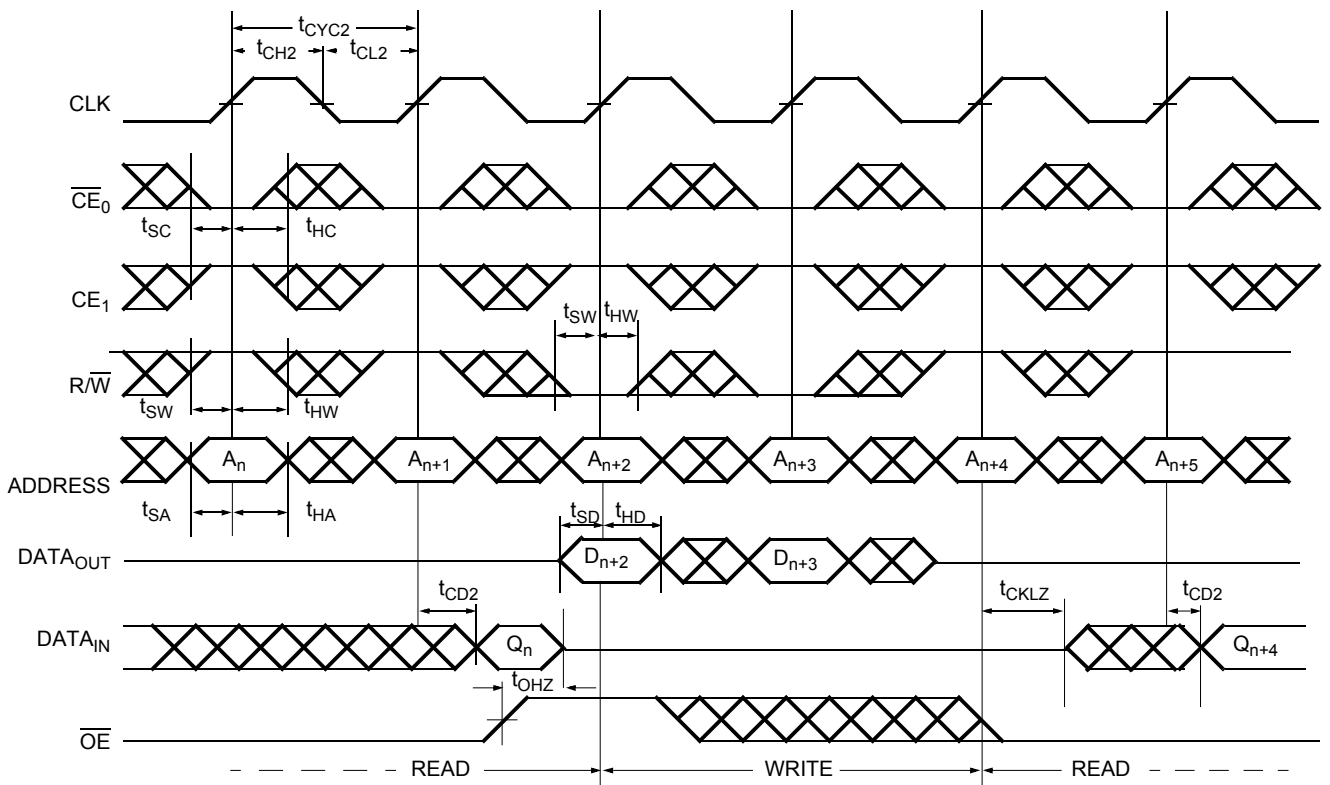 tCYC2
tCH2 tCL2
CLK
CE0
tSC tHC
CE1
tSW tHW
R/W
tSW tHW
An An+1 An+2 An+3 An+4 An+5
ADDRESS
tSA tHA
tSD tHD
DATAOUT Dn+2 Dn+3
tCD2 tCKLZ tCD2
DATAIN Qn Qn+4
tOHZ
OE
READ WRITE READ